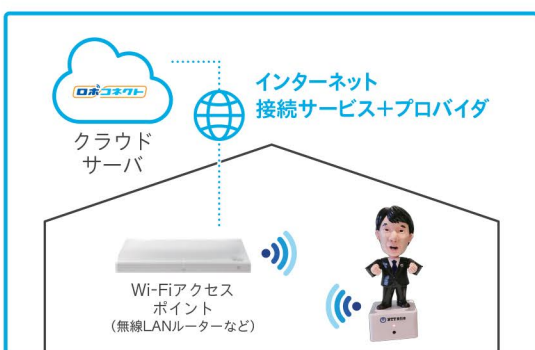 ロボコネクト
クラウド
サーバ
インターネット
接続サービス+プロバイダ
Wi-Fiアクセス
ポイント
(無線LANルーターなど)